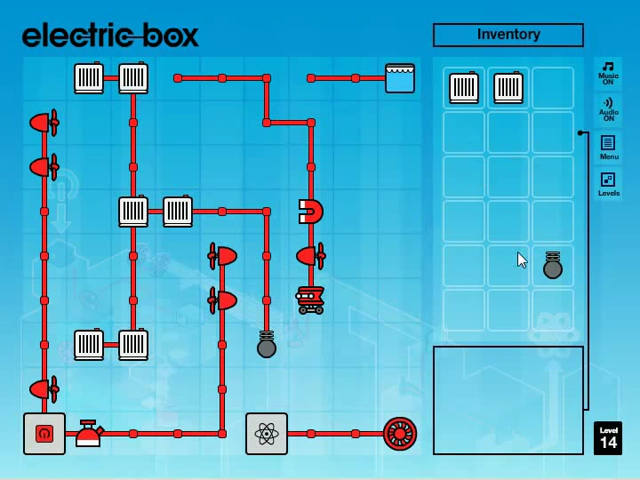 electric box
Inventory
Music
ON
Audio
ON
Menu
Levels
Level
14